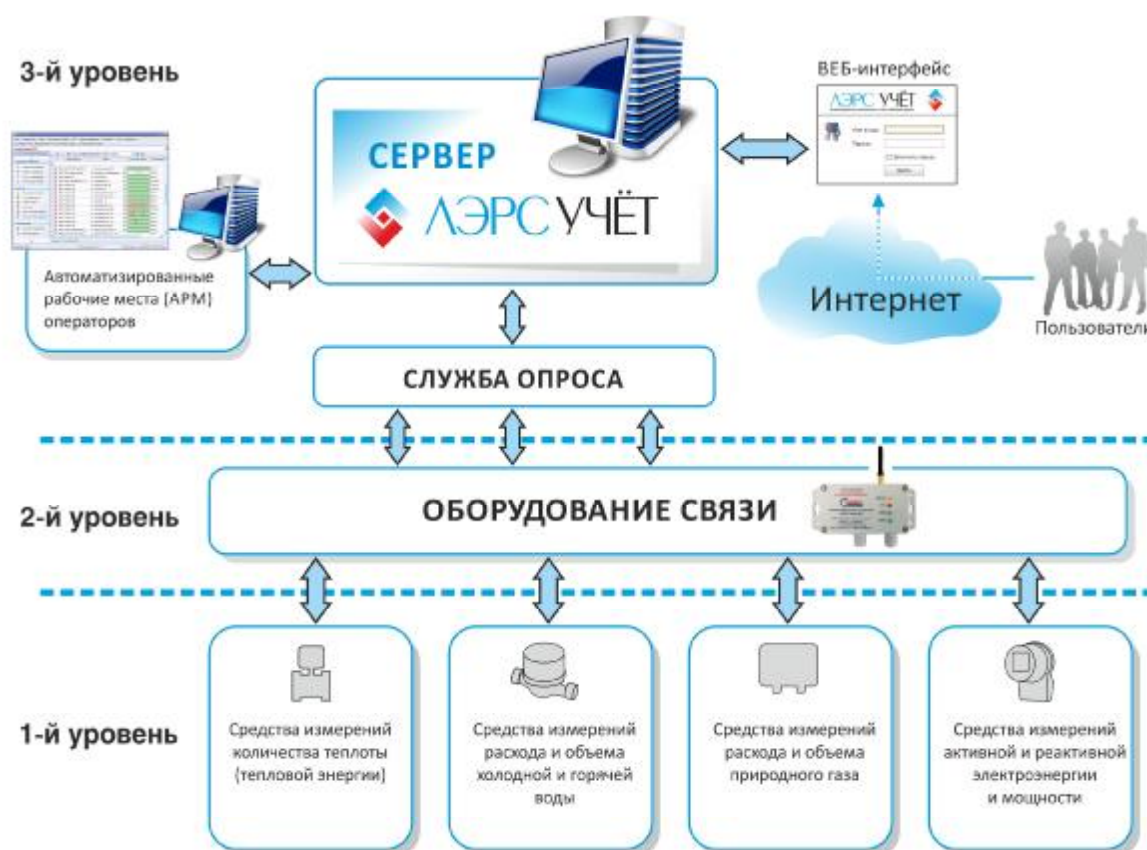 3-й уровень
ВЕБ-интерфейс
ЛЭРС УЧЁТ
СЕРВЕР
ЛЭРС УЧЁТ
Автоматизированные
рабочие места (АРМ)
операторов
Интернет
Пользователи
СЛУЖБА ОПРОСА
2-й уровень
ОБОРУДОВАНИЕ СВЯЗИ
1-й уровень
Средства измерений
количества теплоты
(тепловой энергии)
Средства измерений
расхода и объема
холодной и горячей
воды
Средства измерений
расхода и объема
природного газа
Средства измерений
активной и реактивной
электроэнергии
и мощности